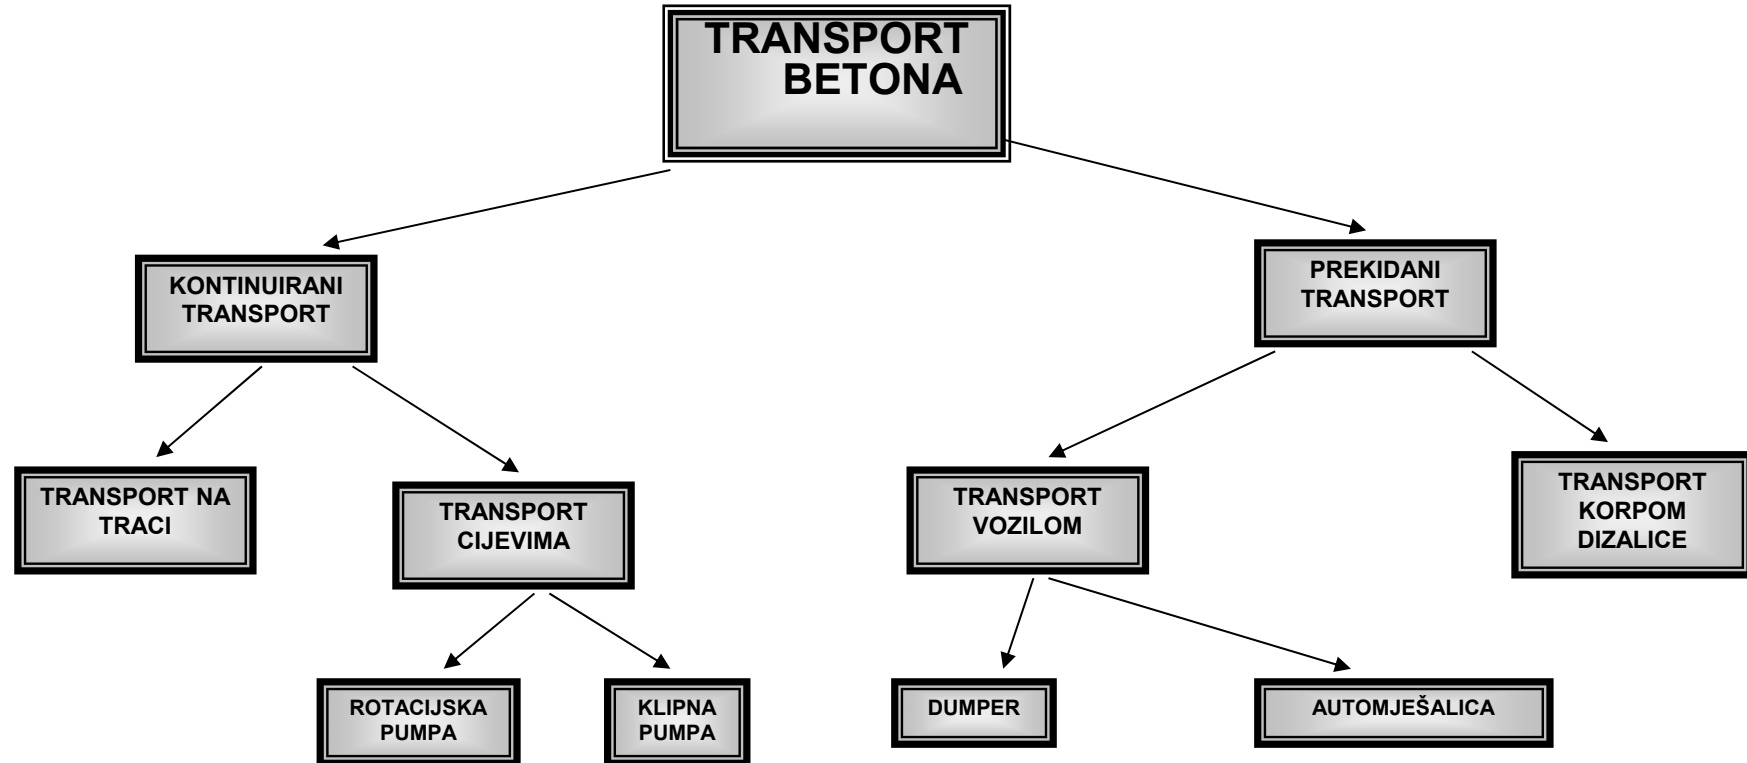 TRANSPORT
BETONA
KONTINUIRANI
TRANSPORT
PREKIDANI
TRANSPORT
TRANSPORT NA
TRACI
TRANSPORT
CIJEVIMA
TRANSPORT
VOZILOM
TRANSPORT
KORPOM
DIZALICE
ROTACIJSKA
PUMPA
KLIPNA
PUMPA
DUMPER
AUTOMJEŠALICA